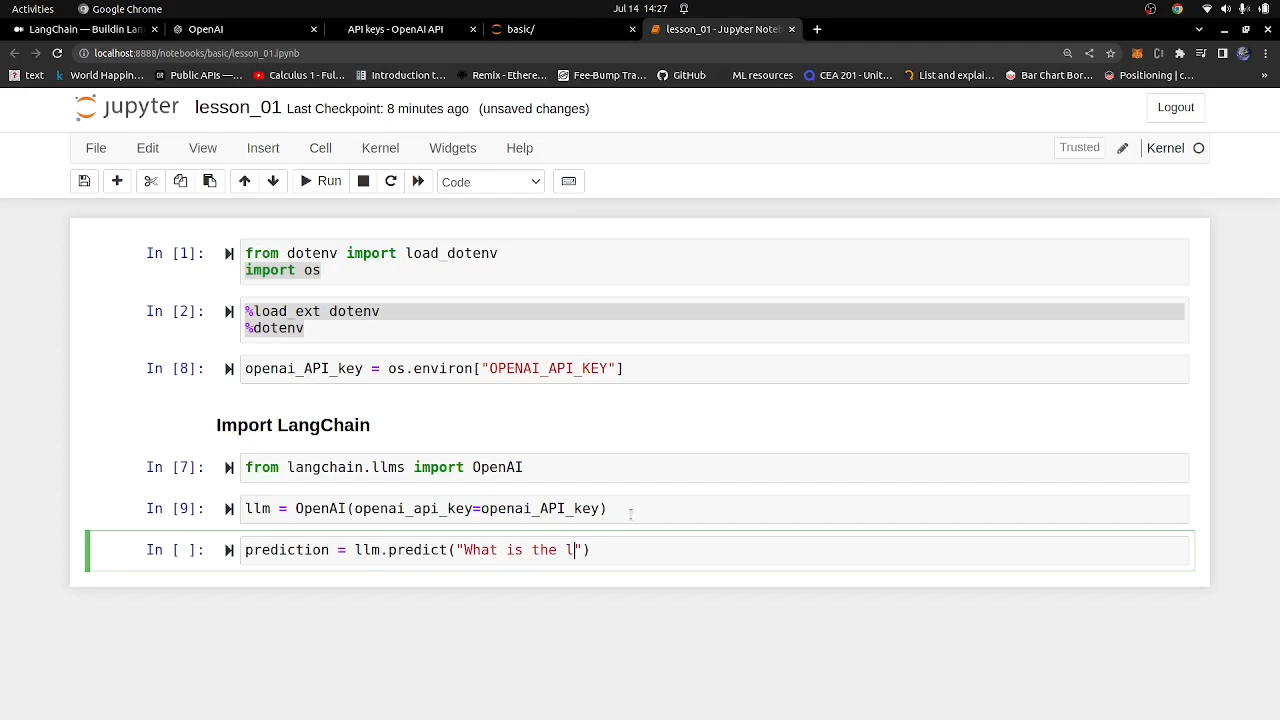 Activities Google Chrome Jul 14 14:27
LangChain — Buildin Lan OpenAI API keys - OpenAI API basic/ lesson_01 - Jupyter Noteb
localhost:8888/notebooks/basic/lesson_01.ipynb
text World Happin... Public APIs —... Calculus 1 - Ful... Introduction t... Remix - Ethere... Fee-Bump Tra... GitHub ML resources CEA 201 - Unit... List and explai... Bar Chart Bor... Positioning | c... »
jupyter lesson_01 Last Checkpoint: 8 minutes ago (unsaved changes) Logout
File Edit View Insert Cell Kernel Widgets Help Trusted Kernel
Run Code
In [1]: from dotenv import load_dotenv
import os
In [2]: %load_ext dotenv
%dotenv
In [8]: openai_API_key = os.environ["OPENAI_API_KEY"]
Import LangChain
In [7]: from langchain.llms import OpenAI
In [9]: llm = OpenAI(openai_api_key=openai_API_key)
In [ ]: prediction = llm.predict("What is the l")